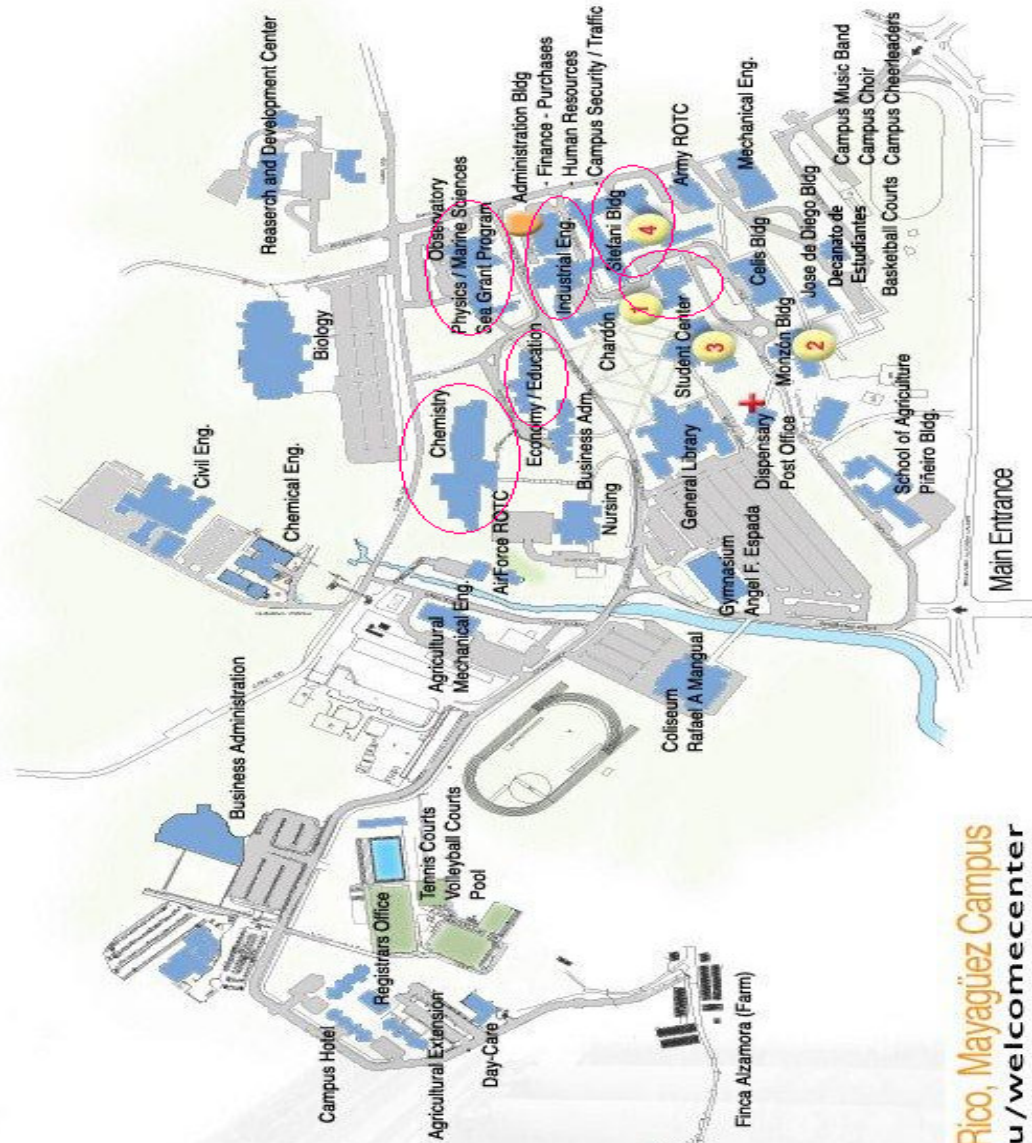 Reaserch and Development Center
Observatory
Physics / Marine Sciences
Sea Grant Program
Administration Bldg
- Finance - Purchases
- Human Resources
- Campus Security / Traffic
Industrial Eng.
Stefani Bldg
4
Army ROTC
Mechanical Eng.
Biology
Chemistry
Economy / Education
Business Adm.
Chardón
1
Student Center
3
Celis Bldg
Monzón Bldg
2
Jose de Diego Bldg
Decanato de
Estudiantes
Campus Music Band
Campus Choir
Basketball Courts Campus Cheerleaders
Civil Eng.
Chemical Eng.
AirForce ROTC
Nursing
General Library
Dispensary
Post Office
School of Agriculture
Piñeiro Bldg.
Gymnasium
Angel F. Espada
Main Entrance
Agricultural
Mechanical Eng.
Coliseum
Rafael A Mangual
Business Administration
Tennis Courts
Volleyball Courts
Pool
Campus Hotel
Registrars Office
Agricultural Extension
Day-Care
Finca Alzamora (Farm)
Rico, Mayagüez Campus
u/welcomecenter